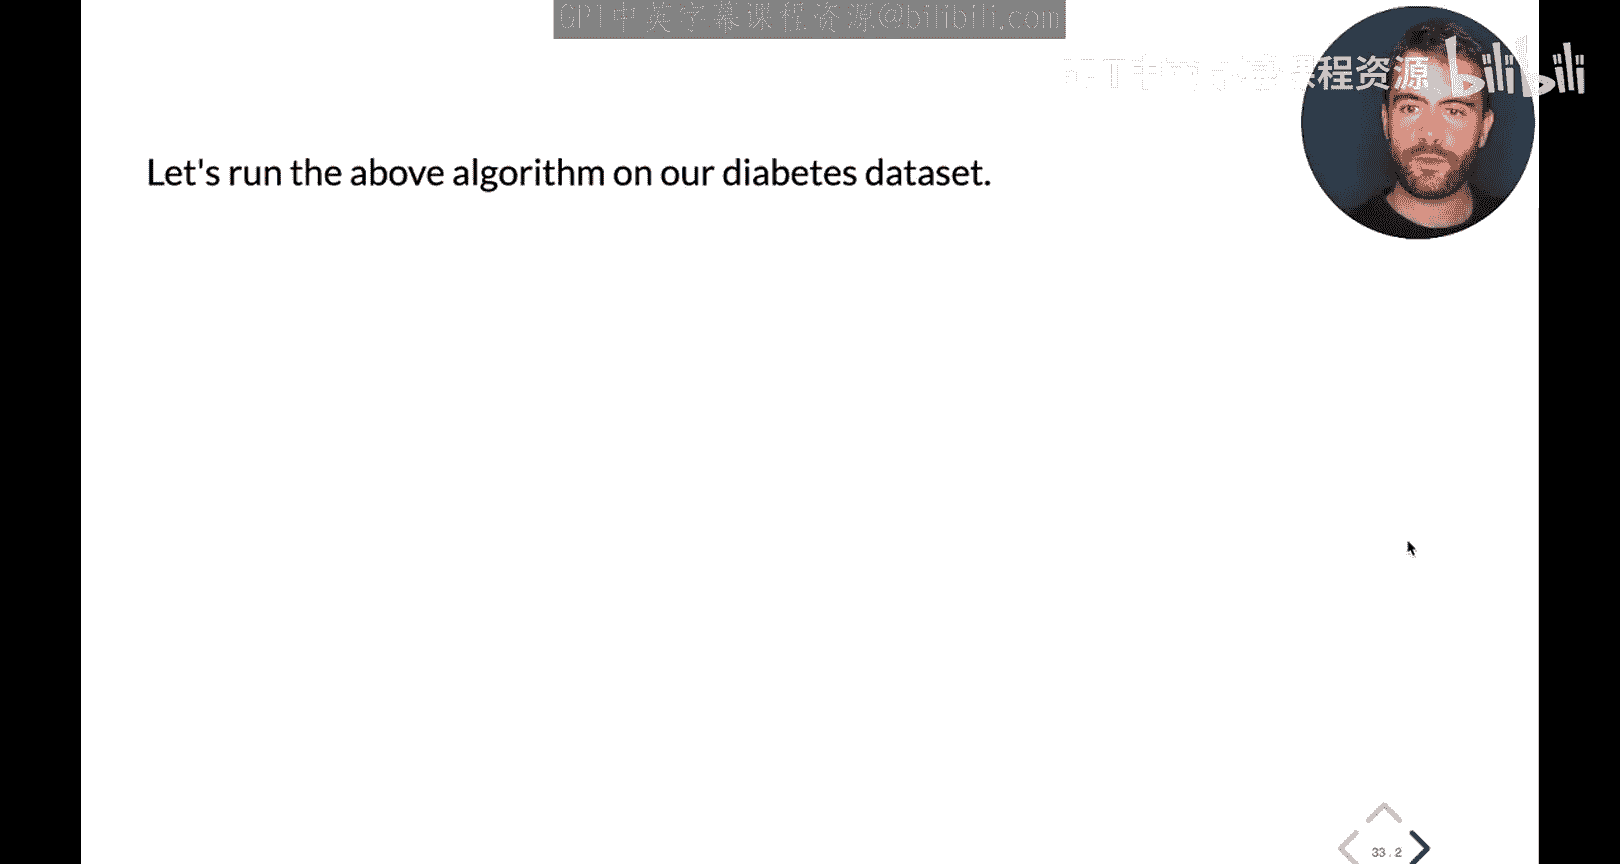 GPT中英字幕课程资源@bilibili.com
课程资源 bilibili
Let's run the above algorithm on our diabetes dataset.
33.2